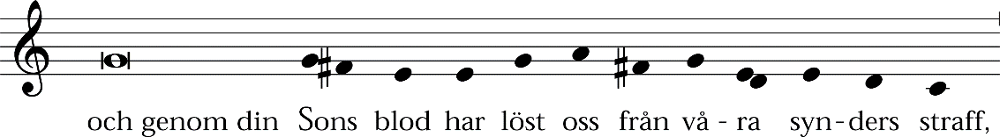 och genom din Sons blod har löst oss från vå - ra syn - ders straff,